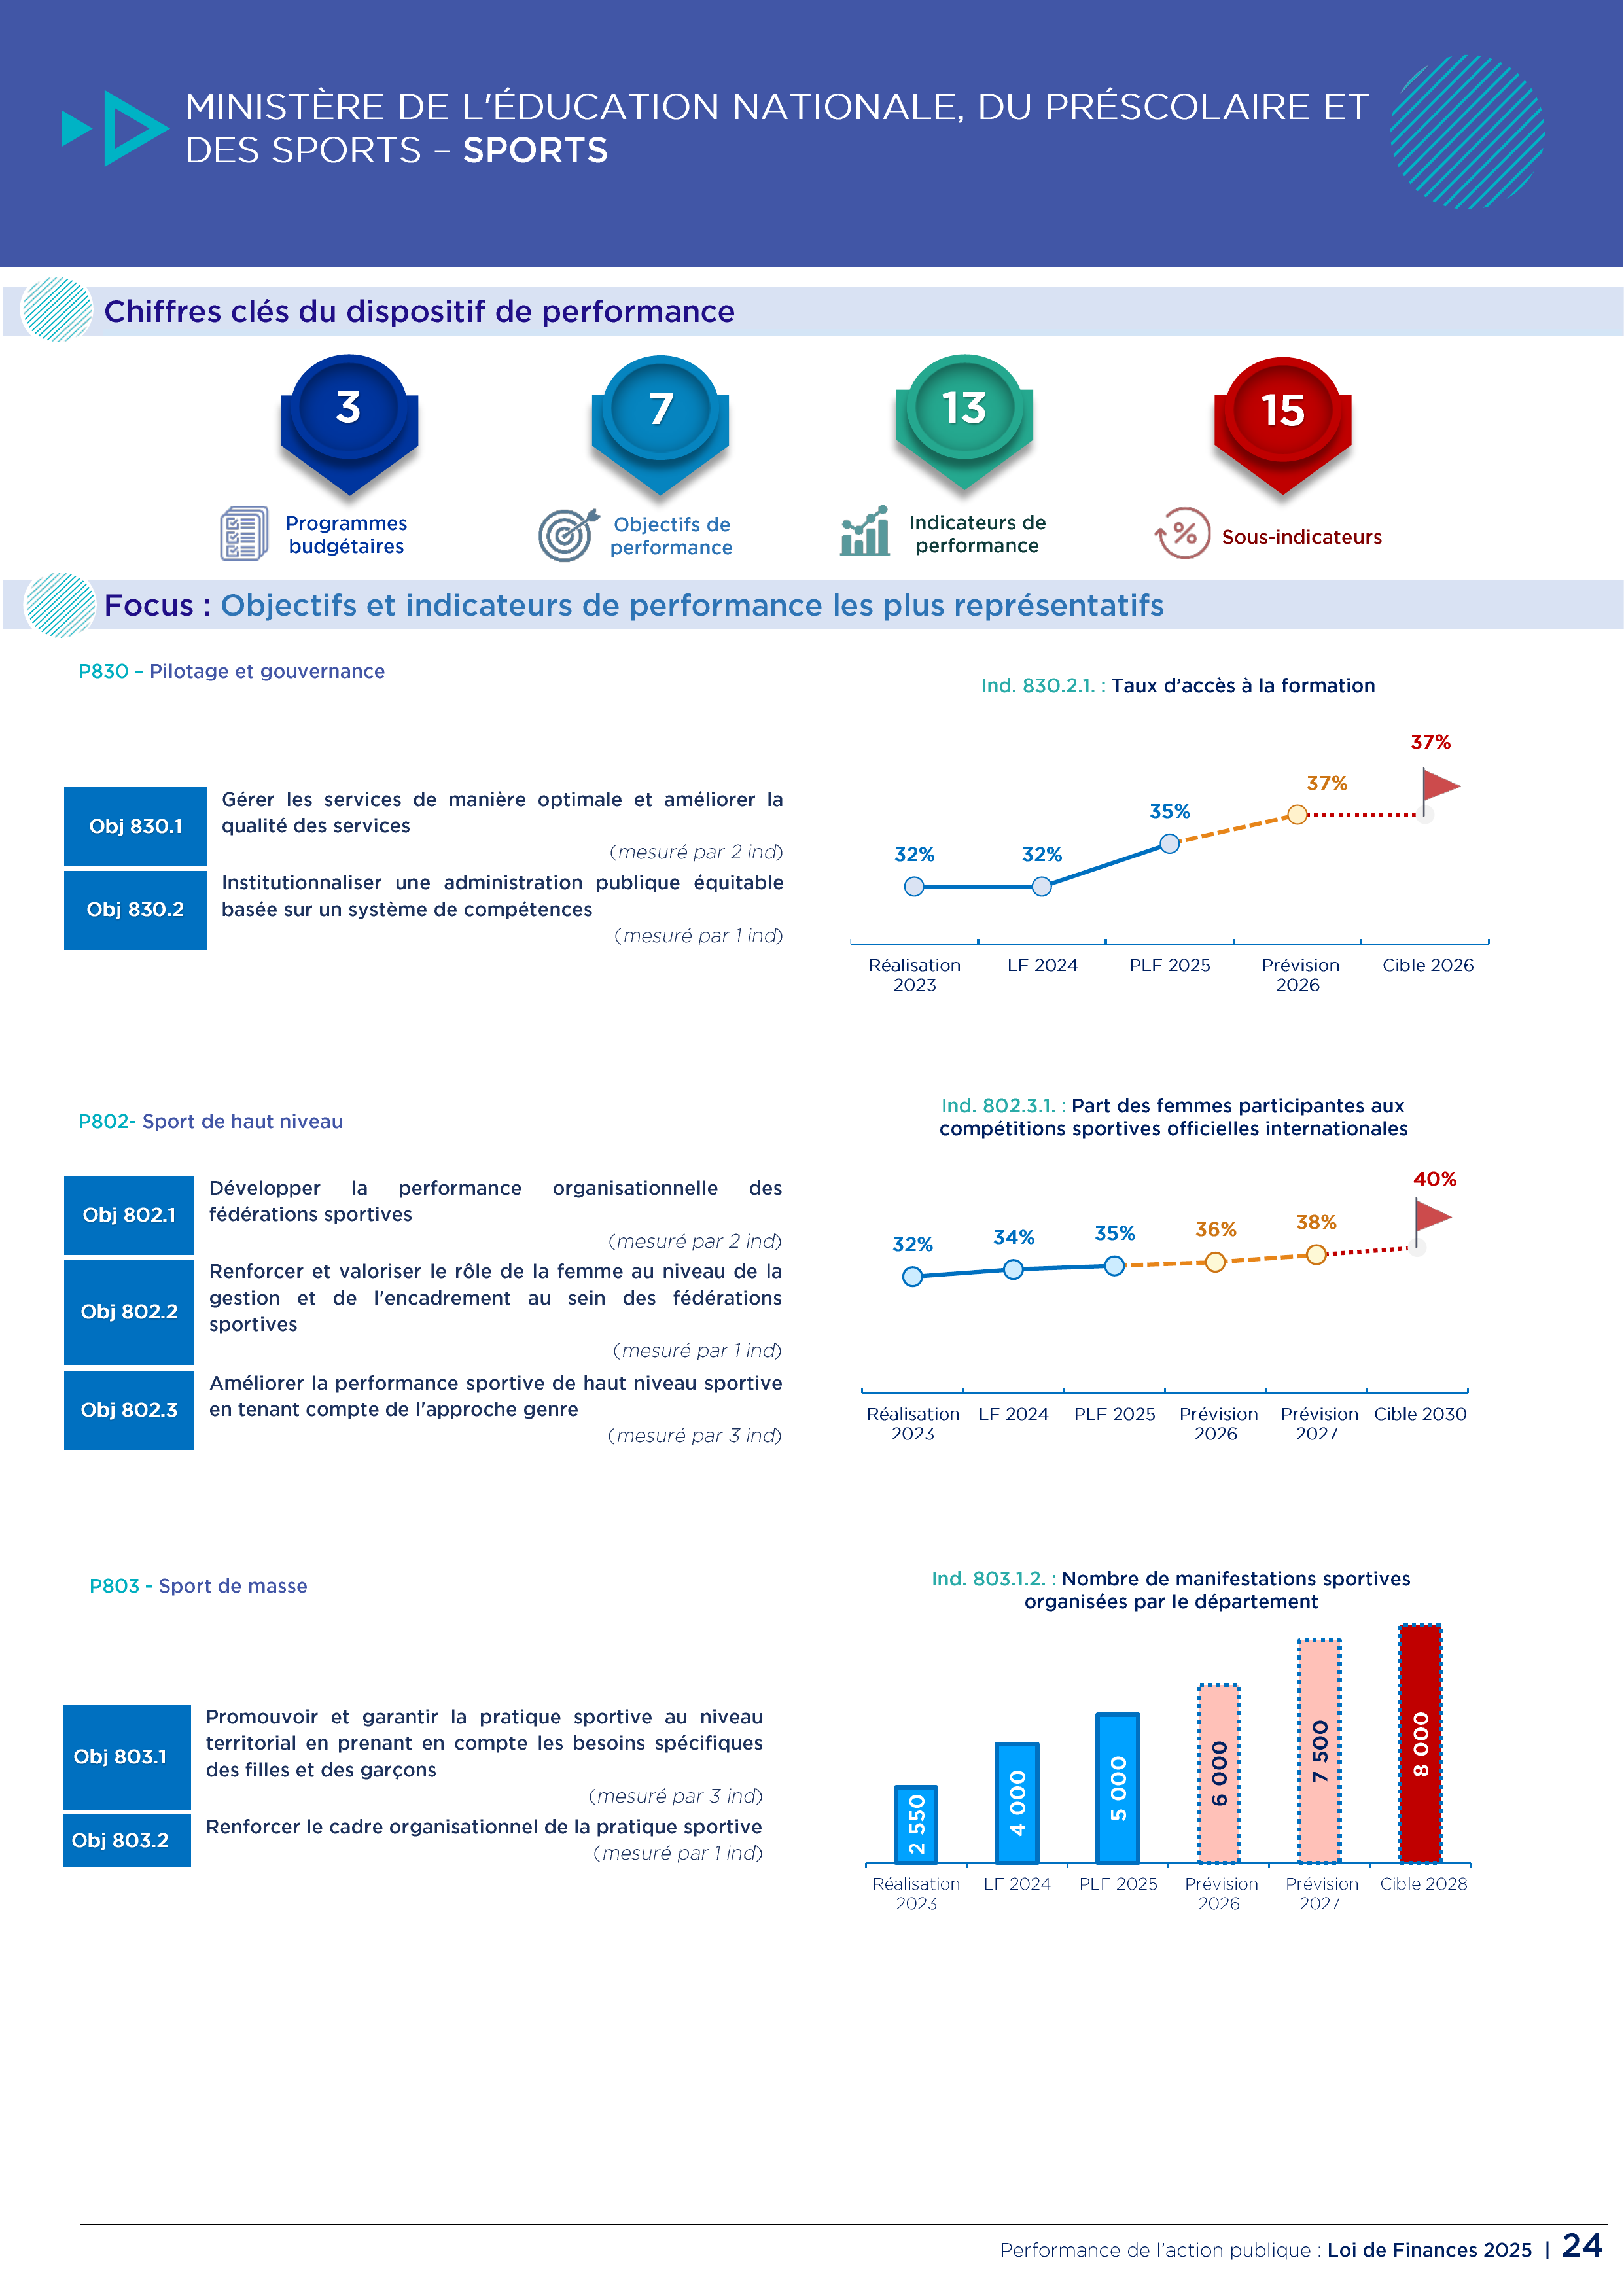 MINISTÈRE DE L'ÉDUCATION NATIONALE, DU PRÉSCOLAIRE ET
DES SPORTS – SPORTS
Chiffres clés du dispositif de performance
3
7
13
15
Programmes
budgétaires
Objectifs de
performance
Indicateurs de
performance
Sous-indicateurs
Focus : Objectifs et indicateurs de performance les plus représentatifs
P830 – Pilotage et gouvernance
Obj 830.1
Gérer les services de manière optimale et améliorer la
qualité des services
(mesuré par 2 ind)
Obj 830.2
Institutionnaliser une administration publique équitable
basée sur un système de compétences
(mesuré par 1 ind)
Ind. 830.2.1. : Taux d’accès à la formation
32%
32%
35%
37%
37%
Réalisation
2023
LF 2024
PLF 2025
Prévision
2026
Cible 2026
P802- Sport de haut niveau
Obj 802.1
Développer la performance organisationnelle des
fédérations sportives
(mesuré par 2 ind)
Obj 802.2
Renforcer et valoriser le rôle de la femme au niveau de la
gestion et de l'encadrement au sein des fédérations
sportives
(mesuré par 1 ind)
Obj 802.3
Améliorer la performance sportive de haut niveau sportive
en tenant compte de l'approche genre
(mesuré par 3 ind)
Ind. 802.3.1. : Part des femmes participantes aux
compétitions sportives officielles internationales
32%
34%
35%
36%
38%
40%
Réalisation
2023
LF 2024
PLF 2025
Prévision
2026
Prévision
2027
Cible 2030
P803 - Sport de masse
Obj 803.1
Promouvoir et garantir la pratique sportive au niveau
territorial en prenant en compte les besoins spécifiques
des filles et des garçons
(mesuré par 3 ind)
Obj 803.2
Renforcer le cadre organisationnel de la pratique sportive
(mesuré par 1 ind)
Ind. 803.1.2. : Nombre de manifestations sportives
organisées par le département
2 550
4 000
5 000
6 000
7 500
8 000
Réalisation
2023
LF 2024
PLF 2025
Prévision
2026
Prévision
2027
Cible 2028
Performance de l’action publique : Loi de Finances 2025 | 24